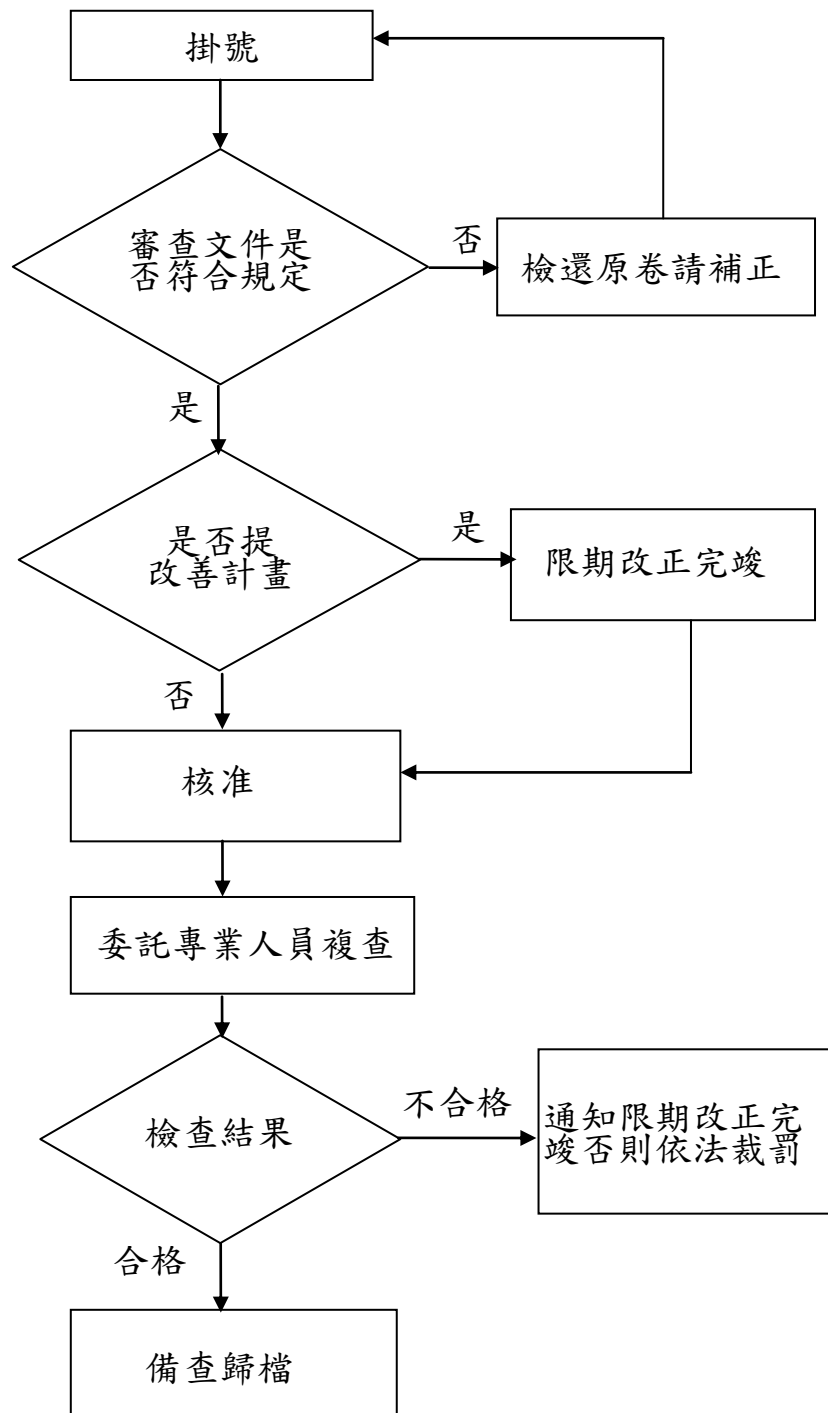 掛號
審查文件是
否符合規定
否
檢還原卷請補正
是
是否提
改善計畫
是
限期改正完竣
否
核准
委託專業人員複查
檢查結果
不合格
通知限期改正完
竣否則依法裁罰
合格
備查歸檔